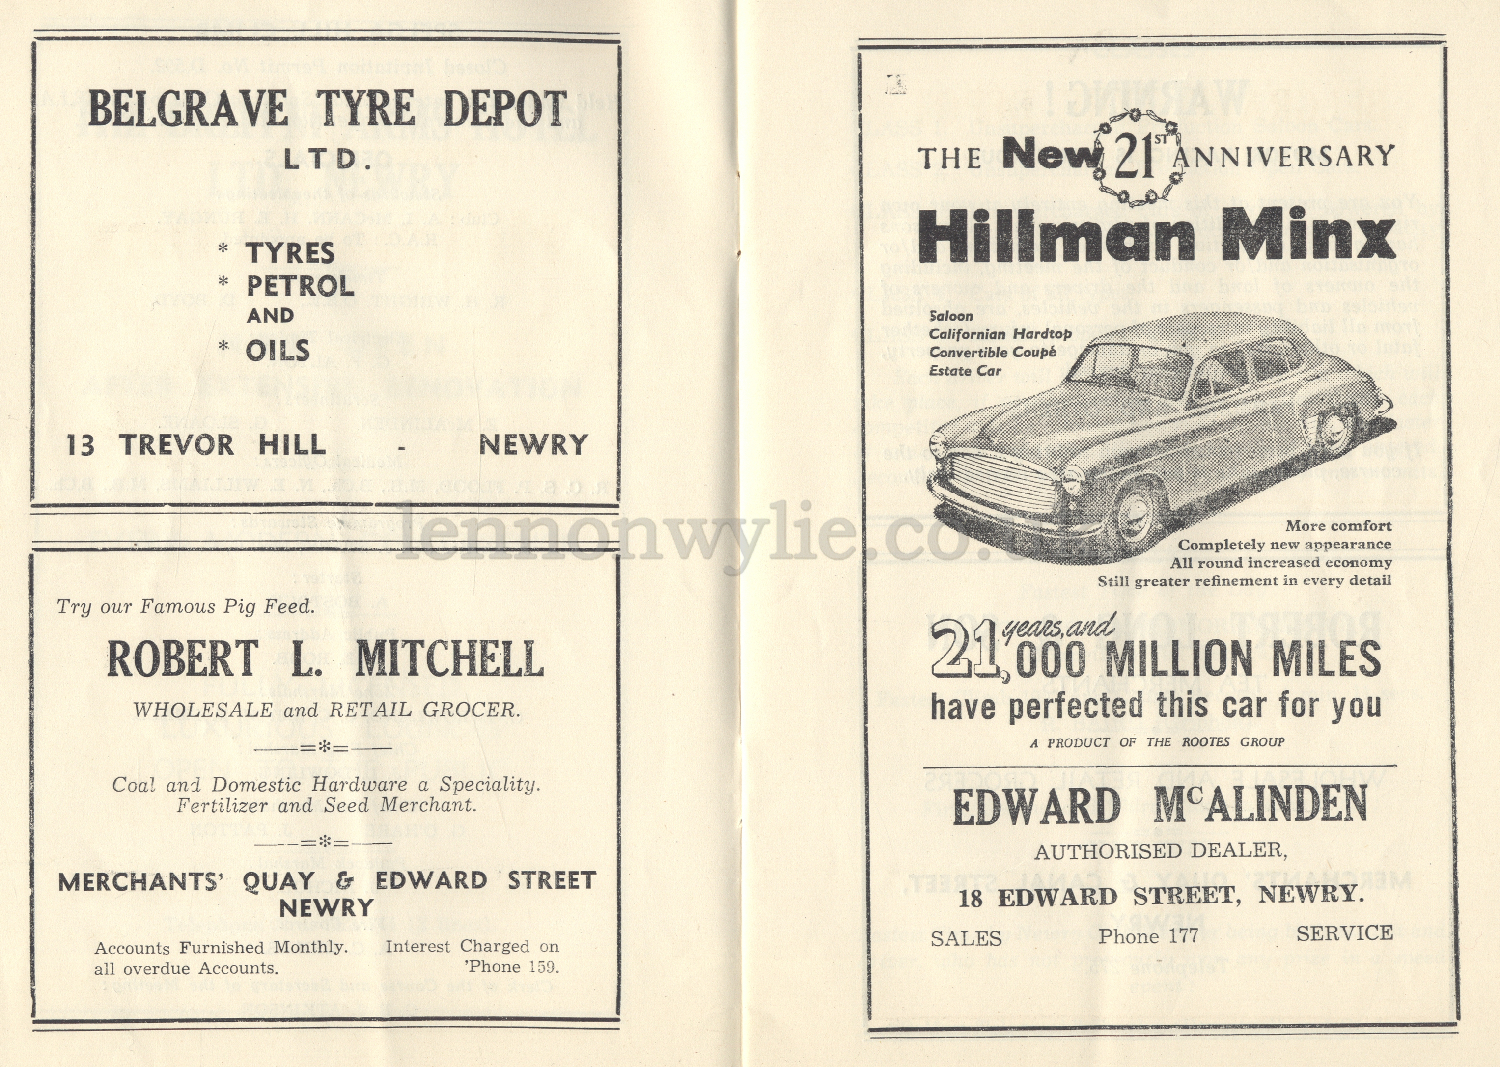 BELGRAVE TYRE DEPOT
LTD.
* TYRES
* PETROL
AND
* OILS
13 TREVOR HILL - NEWRY
Try our Famous Pig Feed.
ROBERT L. MITCHELL
WHOLESALE and RETAIL GROCER.
Coal and Domestic Hardware a Speciality.
Fertilizer and Seed Merchant.
MERCHANTS' QUAY & EDWARD STREET
NEWRY
Accounts Furnished Monthly. Interest Charged on
all overdue Accounts. 'Phone 159.
THE New 21ST ANNIVERSARY
Hillman Minx
Saloon
Californian Hardtop
Convertible Coupé
Estate Car
More comfort
Completely new appearance
All round increased economy
Still greater refinement in every detail
21 years, and
,000 MILLION MILES
have perfected this car for you
A PRODUCT OF THE ROOTES GROUP
EDWARD McALINDEN
AUTHORISED DEALER,
18 EDWARD STREET, NEWRY.
SALES Phone 177 SERVICE
lennonwylie.co.